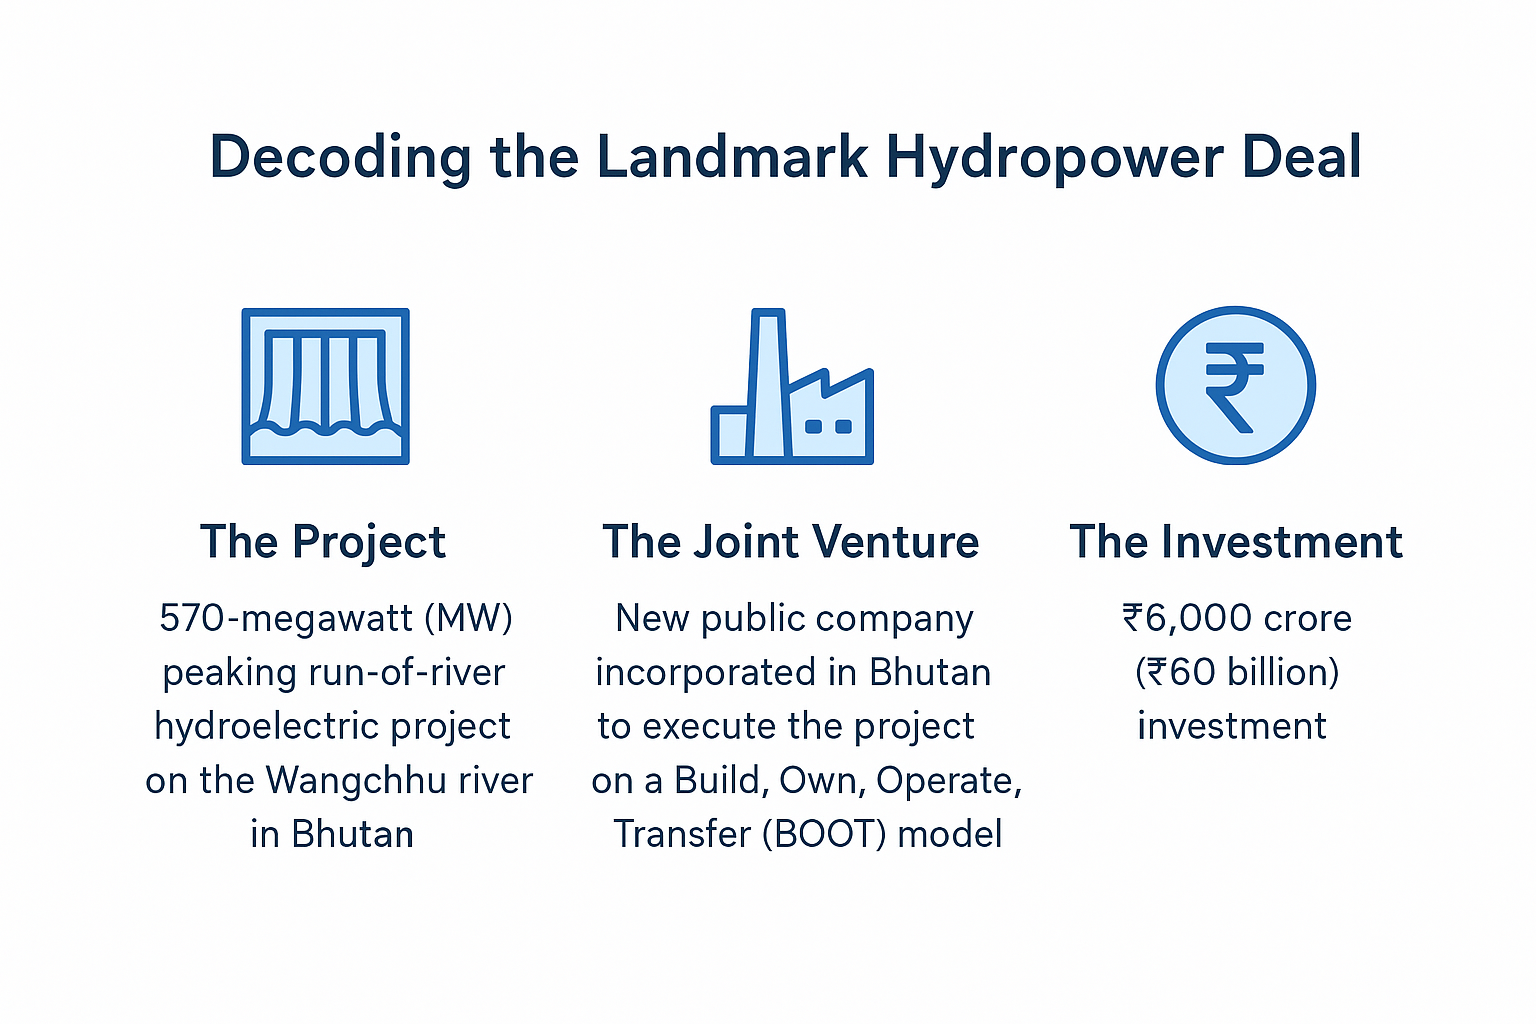 Decoding the Landmark Hydropower Deal
₹
The Project
570-megawatt (MW)
peaking run-of-river
hydroelectric project
on the Wangchhu river
in Bhutan
The Joint Venture
New public company
incorporated in Bhutan
to execute the project
on a Build, Own, Operate,
Transfer (BOOT) model
The Investment
₹6,000 crore
(₹60 billion)
investment